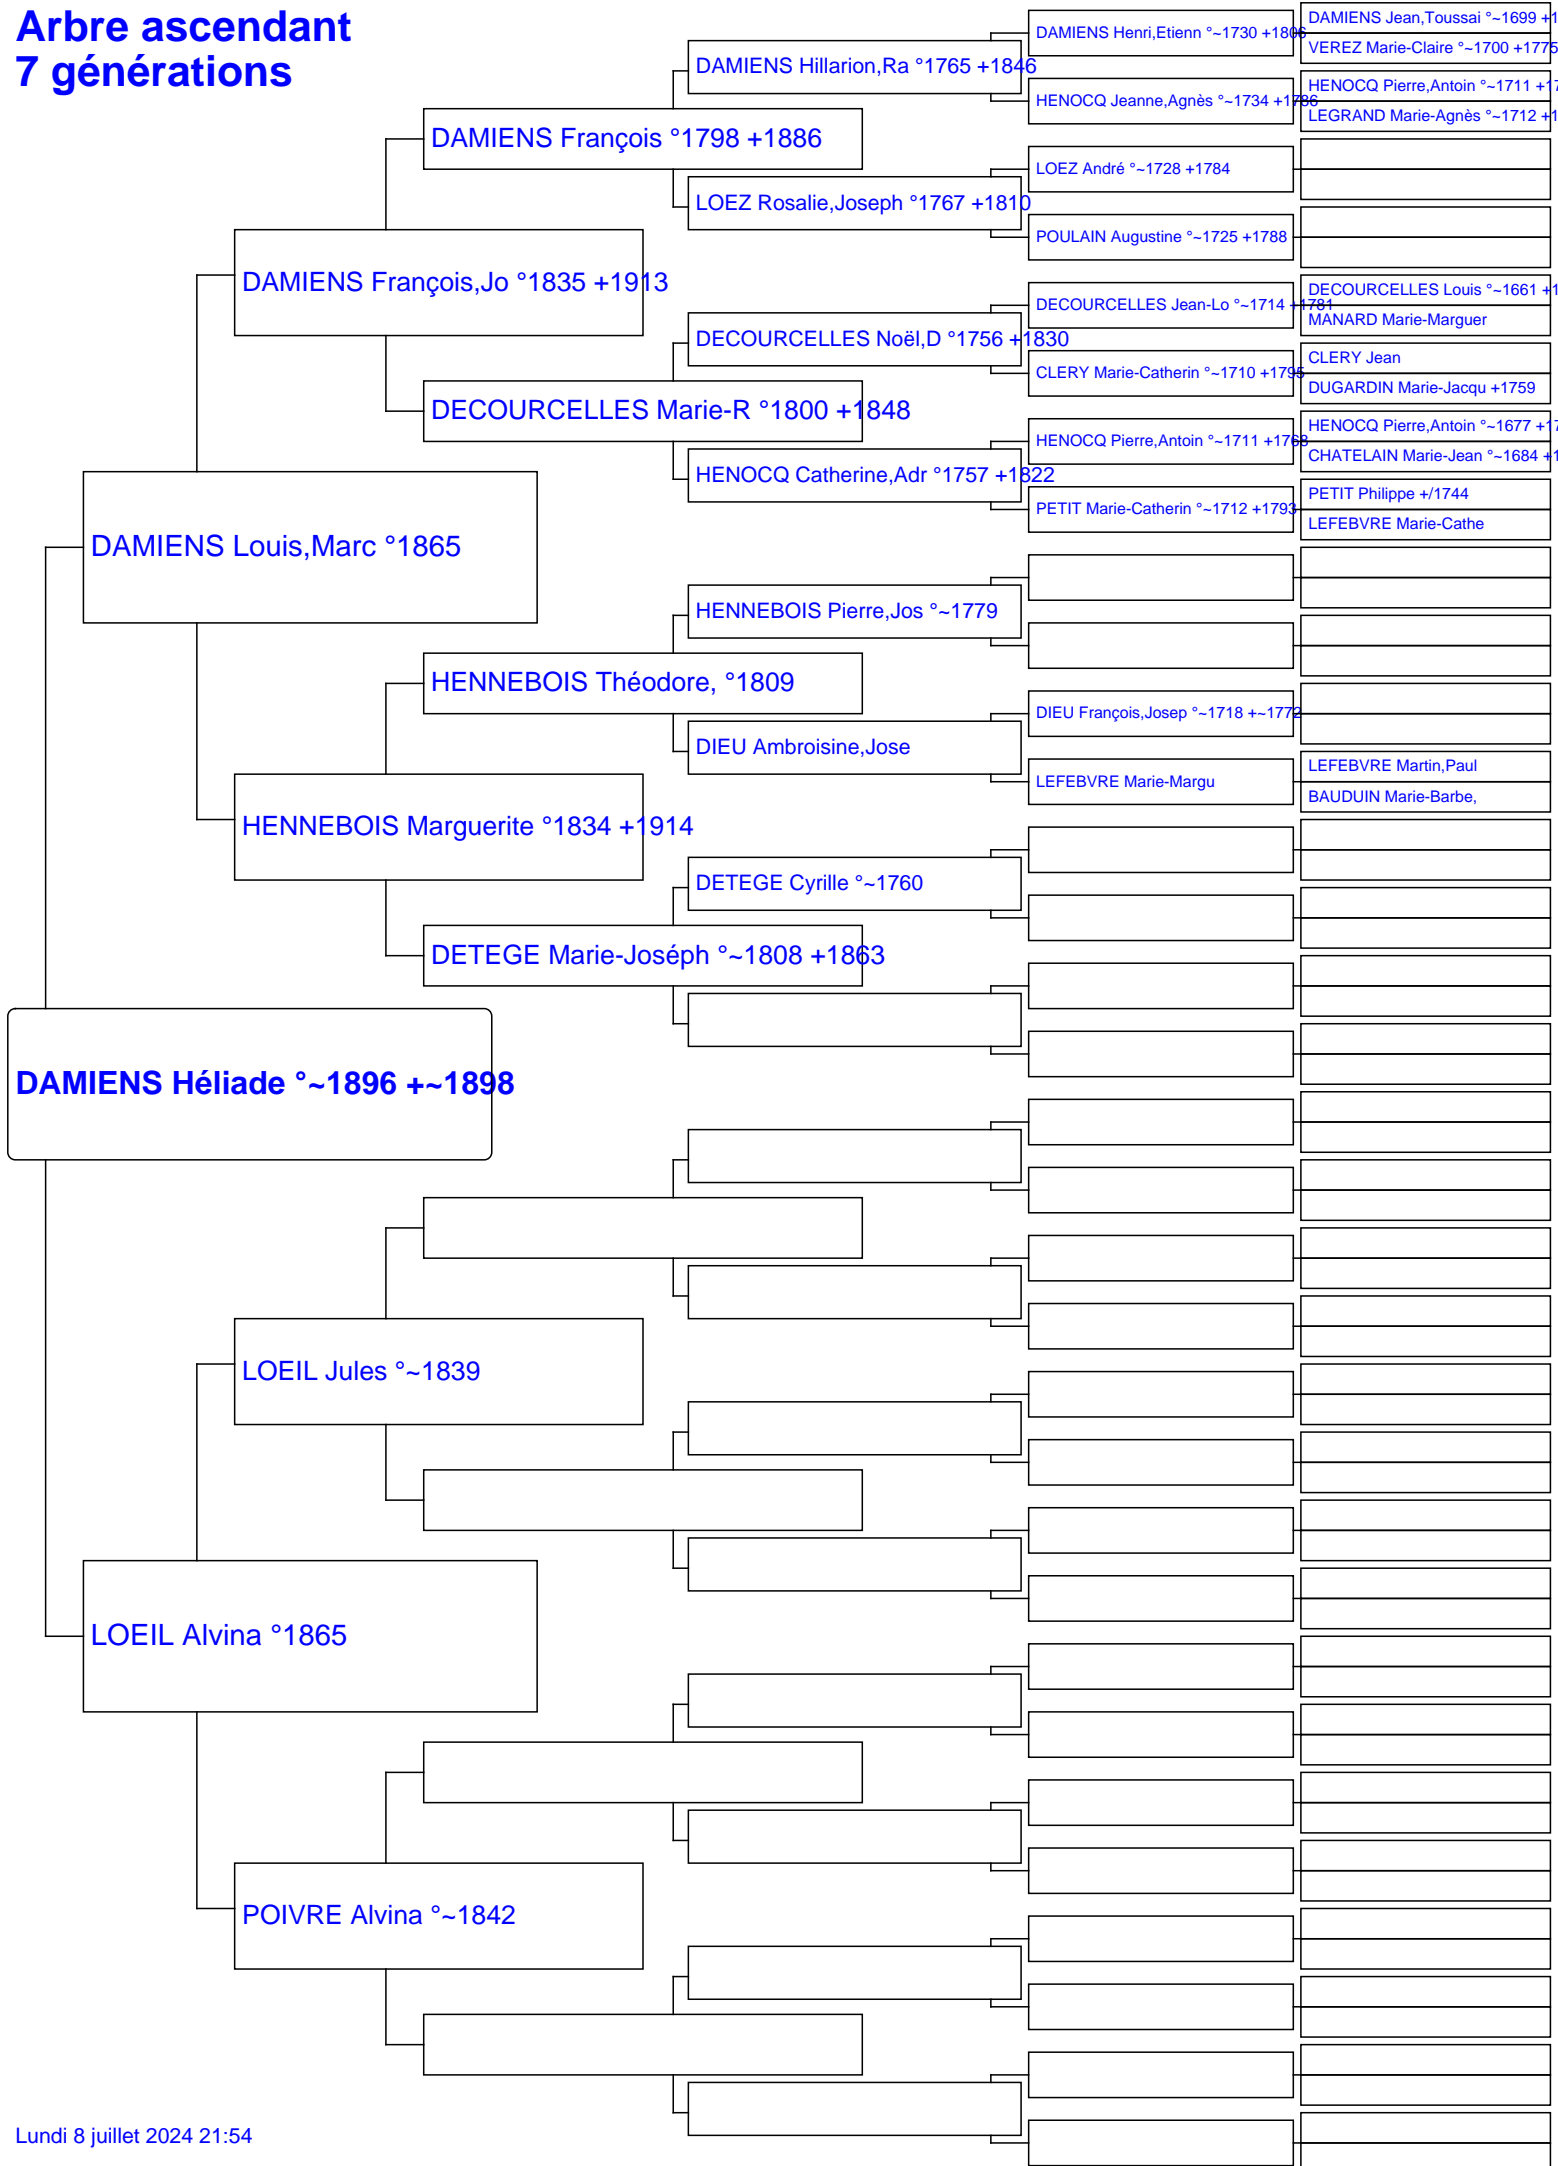 Arbre ascendant
7 générations
DAMIENS Jean,Toussai °~1699 +1
DAMIENS Henri,Etienn °~1730 +1806
VEREZ Marie-Claire °~1700 +1775
DAMIENS Hillarion,Ra °1765 +1846
HENOCQ Pierre,Antoin °~1711 +17
HENOCQ Jeanne,Agnès °~1734 +1786
LEGRAND Marie-Agnès °~1712 +1
DAMIENS François °1798 +1886
LOEZ André °~1728 +1784
LOEZ Rosalie,Joseph °1767 +1810
POULAIN Augustine °~1725 +1788
DAMIENS François,Jo °1835 +1913
DECOURCELLES Louis °~1661 +1
DECOURCELLES Jean-Lo °~1714 +1781
MANARD Marie-Marguer
DECOURCELLES Noël,D °1756 +1830
CLERY Jean
CLERY Marie-Catherin °~1710 +1795
DUGARDIN Marie-Jacqu +1759
DECOURCELLES Marie-R °1800 +1848
HENOCQ Pierre,Antoin °~1677 +17
HENOCQ Pierre,Antoin °~1711 +1768
CHATELAIN Marie-Jean °~1684 +1
HENOCQ Catherine,Adr °1757 +1822
PETIT Philippe +/1744
PETIT Marie-Catherin °~1712 +1793
LEFEBVRE Marie-Cathe
DAMIENS Louis,Marc °1865
HENNEBOIS Pierre,Jos °~1779
HENNEBOIS Théodore, °1809
DIEU François,Josep °~1718 +~1772
DIEU Ambroisine,Jose
LEFEBVRE Martin,Paul
LEFEBVRE Marie-Margu
BAUDUIN Marie-Barbe,
HENNEBOIS Marguerite °1834 +1914
DETEGE Cyrille °~1760
DETEGE Marie-Joséph °~1808 +1863
DAMIENS Héliade °~1896 +~1898
LOEIL Jules °~1839
LOEIL Alvina °1865
POIVRE Alvina °~1842
Lundi 8 juillet 2024 21:54